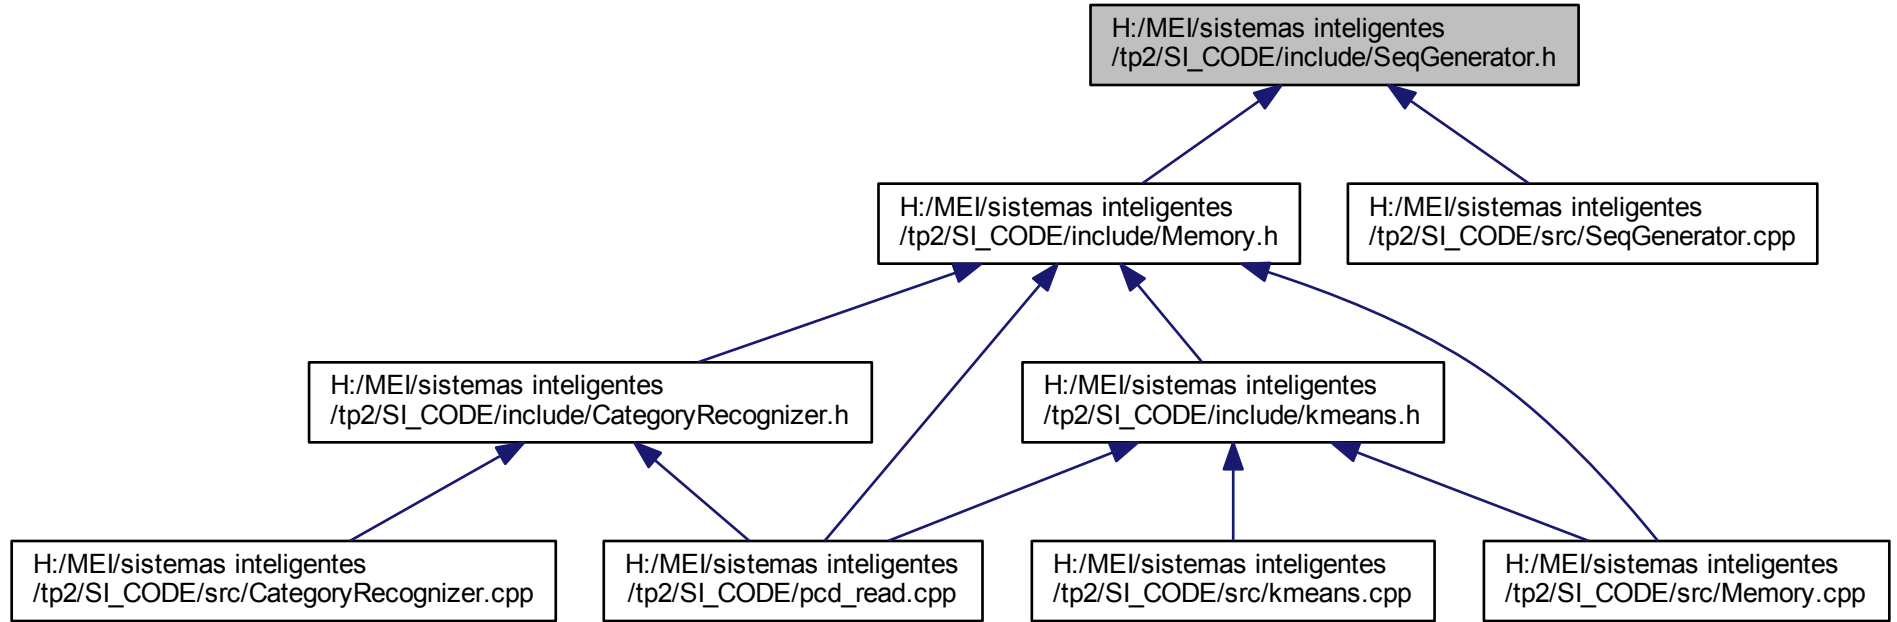 H:/MEI/sistemas inteligentes
/tp2/SI_CODE/include/SeqGenerator.h
H:/MEI/sistemas inteligentes
/tp2/SI_CODE/include/Memory.h
H:/MEI/sistemas inteligentes
/tp2/SI_CODE/src/SeqGenerator.cpp
H:/MEI/sistemas inteligentes
/tp2/SI_CODE/include/CategoryRecognizer.h
H:/MEI/sistemas inteligentes
/tp2/SI_CODE/include/kmeans.h
H:/MEI/sistemas inteligentes
/tp2/SI_CODE/src/CategoryRecognizer.cpp
H:/MEI/sistemas inteligentes
/tp2/SI_CODE/pcd_read.cpp
H:/MEI/sistemas inteligentes
/tp2/SI_CODE/src/kmeans.cpp
H:/MEI/sistemas inteligentes
/tp2/SI_CODE/src/Memory.cpp